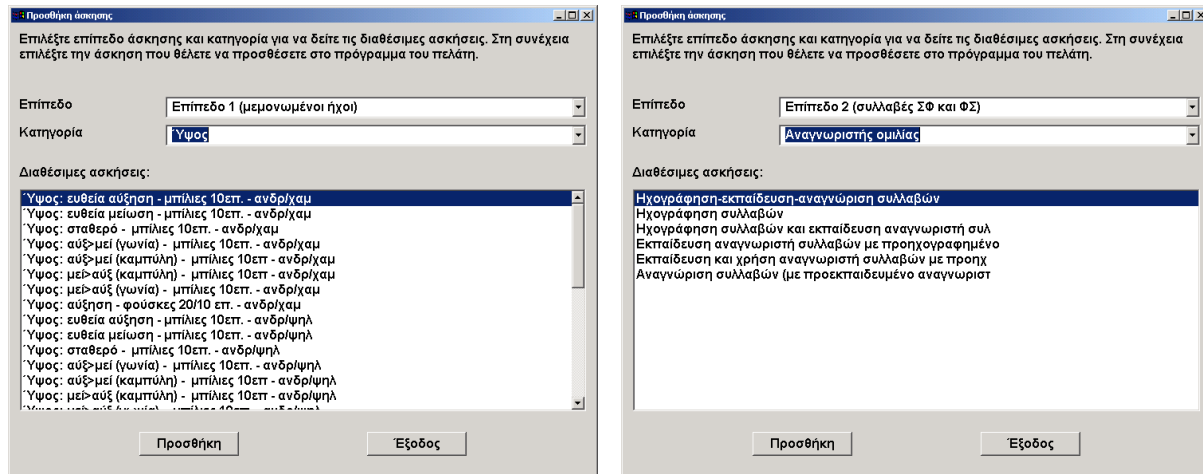 Προσθήκη άσκησης
Επιλέξτε επίπεδο άσκησης και κατηγορία για να δείτε τις διαθέσιμες ασκήσεις. Στη συνέχεια
επιλέξτε την άσκηση που θέλετε να προσθέσετε στο πρόγραμμα του πελάτη.
Επίπεδο
Επίπεδο 1 (μεμονωμένοι ήχοι)
Κατηγορία
Ύψος
Διαθέσιμες ασκήσεις:
Ύψος: ευθεία αύξηση - μπίλιες 10επ. - ανδρ/χαμ
Ύψος: ευθεία μείωση - μπίλιες 10επ. - ανδρ/χαμ
Ύψος: σταθερό - μπίλιες 10επ. - ανδρ/χαμ
Ύψος: αύξ>μεί (γωνία) - μπίλιες 10επ. - ανδρ/χαμ
Ύψος: αύξ>μεί (καμπύλη) - μπίλιες 10επ - ανδρ/χαμ
Ύψος: μεί>αύξ (καμπύλη) - μπίλιες 10επ - ανδρ/χαμ
Ύψος: μεί>αύξ (γωνία) - μπίλιες 10επ. - ανδρ/χαμ
Ύψος: αύξηση - φούσκες 20/10 επ. - ανδρ/χαμ
Ύψος: ευθεία αύξηση - μπίλιες 10επ. - ανδρ/ψηλ
Ύψος: ευθεία μείωση - μπίλιες 10επ. - ανδρ/ψηλ
Ύψος: σταθερό - μπίλιες 10επ. - ανδρ/ψηλ
Ύψος: αύξ>μεί (γωνία) - μπίλιες 10επ. - ανδρ/ψηλ
Ύψος: αύξ>μεί (καμπύλη) - μπίλιες 10επ - ανδρ/ψηλ
Ύψος: μεί>αύξ (καμπύλη) - μπίλιες 10επ - ανδρ/ψηλ
Προσθήκη
Έξοδος
Προσθήκη άσκησης
Επιλέξτε επίπεδο άσκησης και κατηγορία για να δείτε τις διαθέσιμες ασκήσεις. Στη συνέχεια
επιλέξτε την άσκηση που θέλετε να προσθέσετε στο πρόγραμμα του πελάτη.
Επίπεδο
Επίπεδο 2 (συλλαβές ΣΦ και ΦΣ)
Κατηγορία
Αναγνωριστής ομιλίας
Διαθέσιμες ασκήσεις:
Ηχογράφηση-εκπαίδευση-αναγνώριση συλλαβών
Ηχογράφηση συλλαβών
Ηχογράφηση συλλαβών και εκπαίδευση αναγνωριστή συλ
Εκπαίδευση αναγνωριστή συλλαβών με προηχογραφημένο
Εκπαίδευση και χρήση αναγνωριστή συλλαβών με προηχ
Αναγνώριση συλλαβών (με προεκπαιδευμένο αναγνωριστ
Προσθήκη
Έξοδος